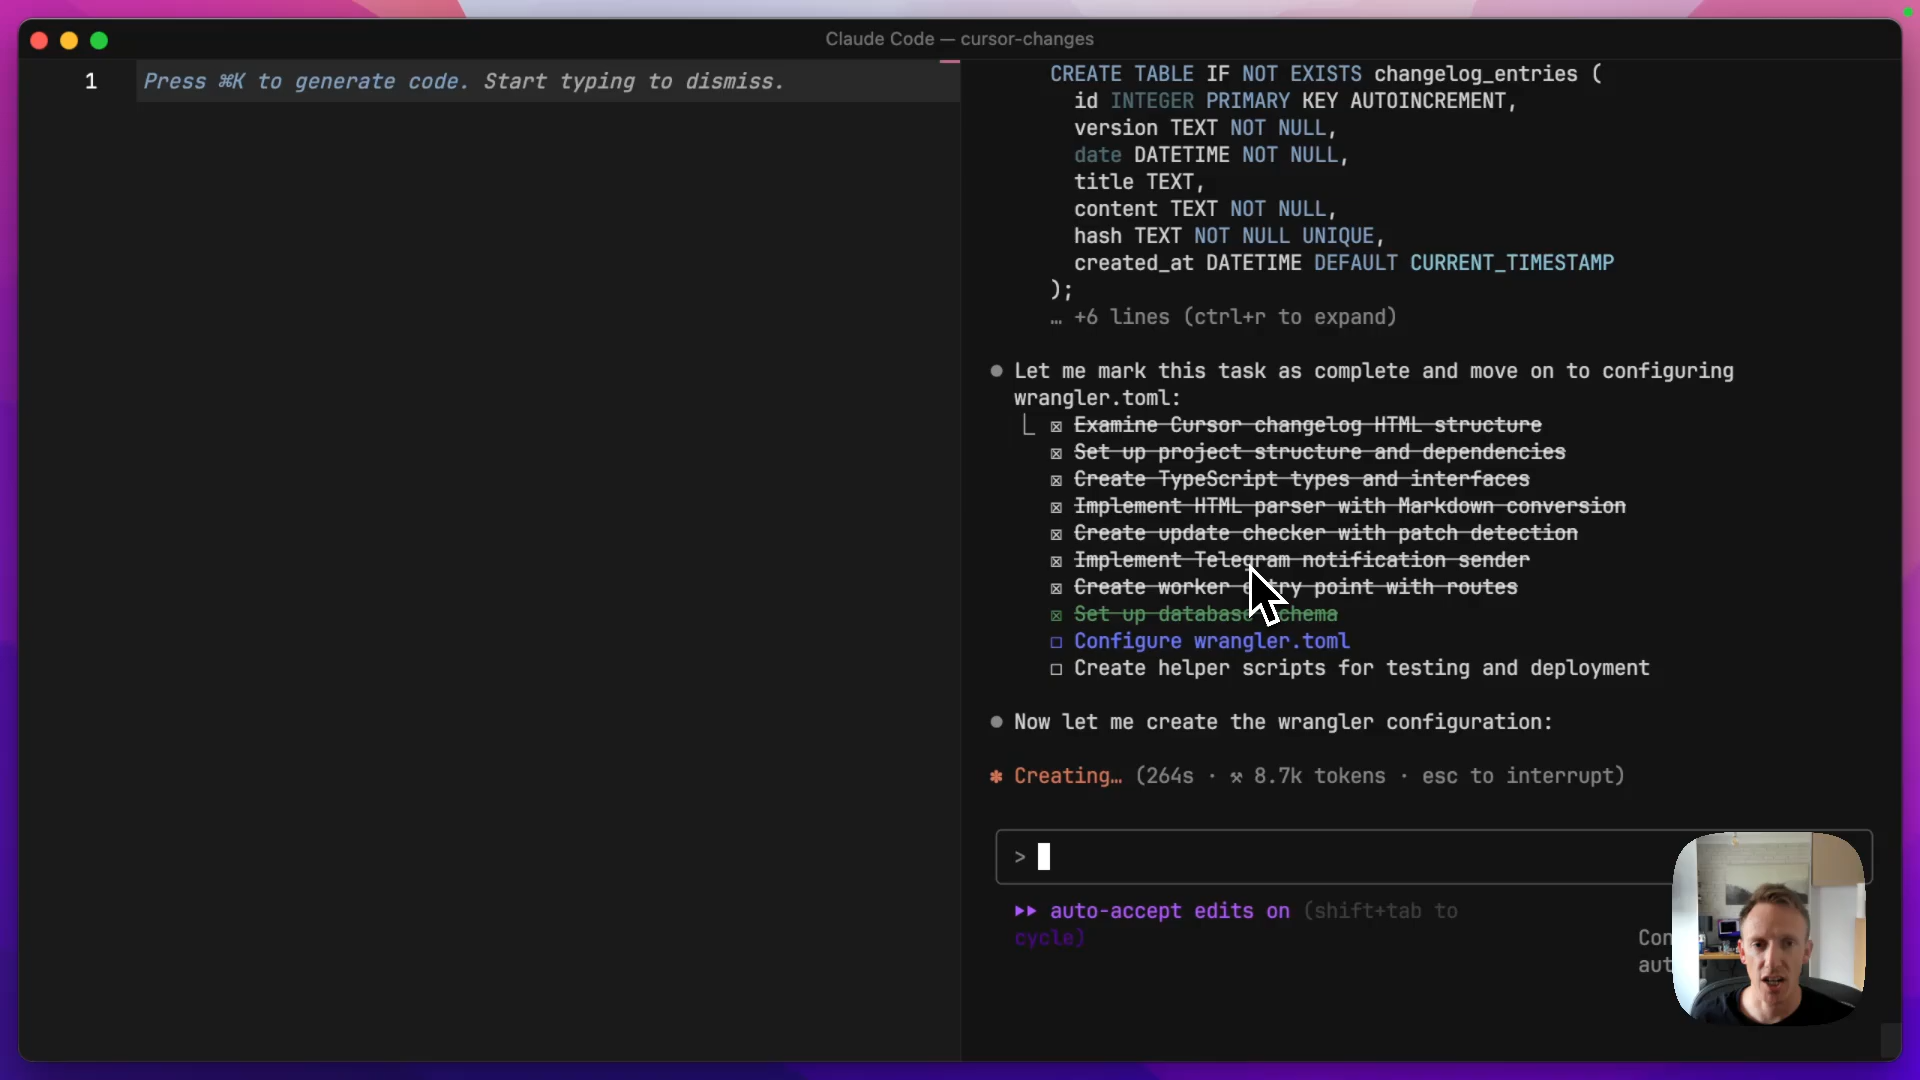 Claude Code — cursor-changes
1
Press ⌘K to generate code. Start typing to dismiss.
CREATE TABLE IF NOT EXISTS changelog_entries (
id INTEGER PRIMARY KEY AUTOINCREMENT,
version TEXT NOT NULL,
date DATETIME NOT NULL,
title TEXT,
content TEXT NOT NULL,
hash TEXT NOT NULL UNIQUE,
created_at DATETIME DEFAULT CURRENT_TIMESTAMP
);
… +6 lines (ctrl+r to expand)
● Let me mark this task as complete and move on to configuring
wrangler.toml:
⎿ ☒ Examine Cursor changelog HTML structure
☒ Set up project structure and dependencies
☒ Create TypeScript types and interfaces
☒ Implement HTML parser with Markdown conversion
☒ Create update checker with patch detection
☒ Implement Telegram notification sender
☒ Create worker entry point with routes
☒ Set up database schema
☐ Configure wrangler.toml
☐ Create helper scripts for testing and deployment
● Now let me create the wrangler configuration:
✽ Creating… (264s · ⚒ 8.7k tokens · esc to interrupt)
>
⏵⏵ auto-accept edits on (shift+tab to
cycle)
Con
aut